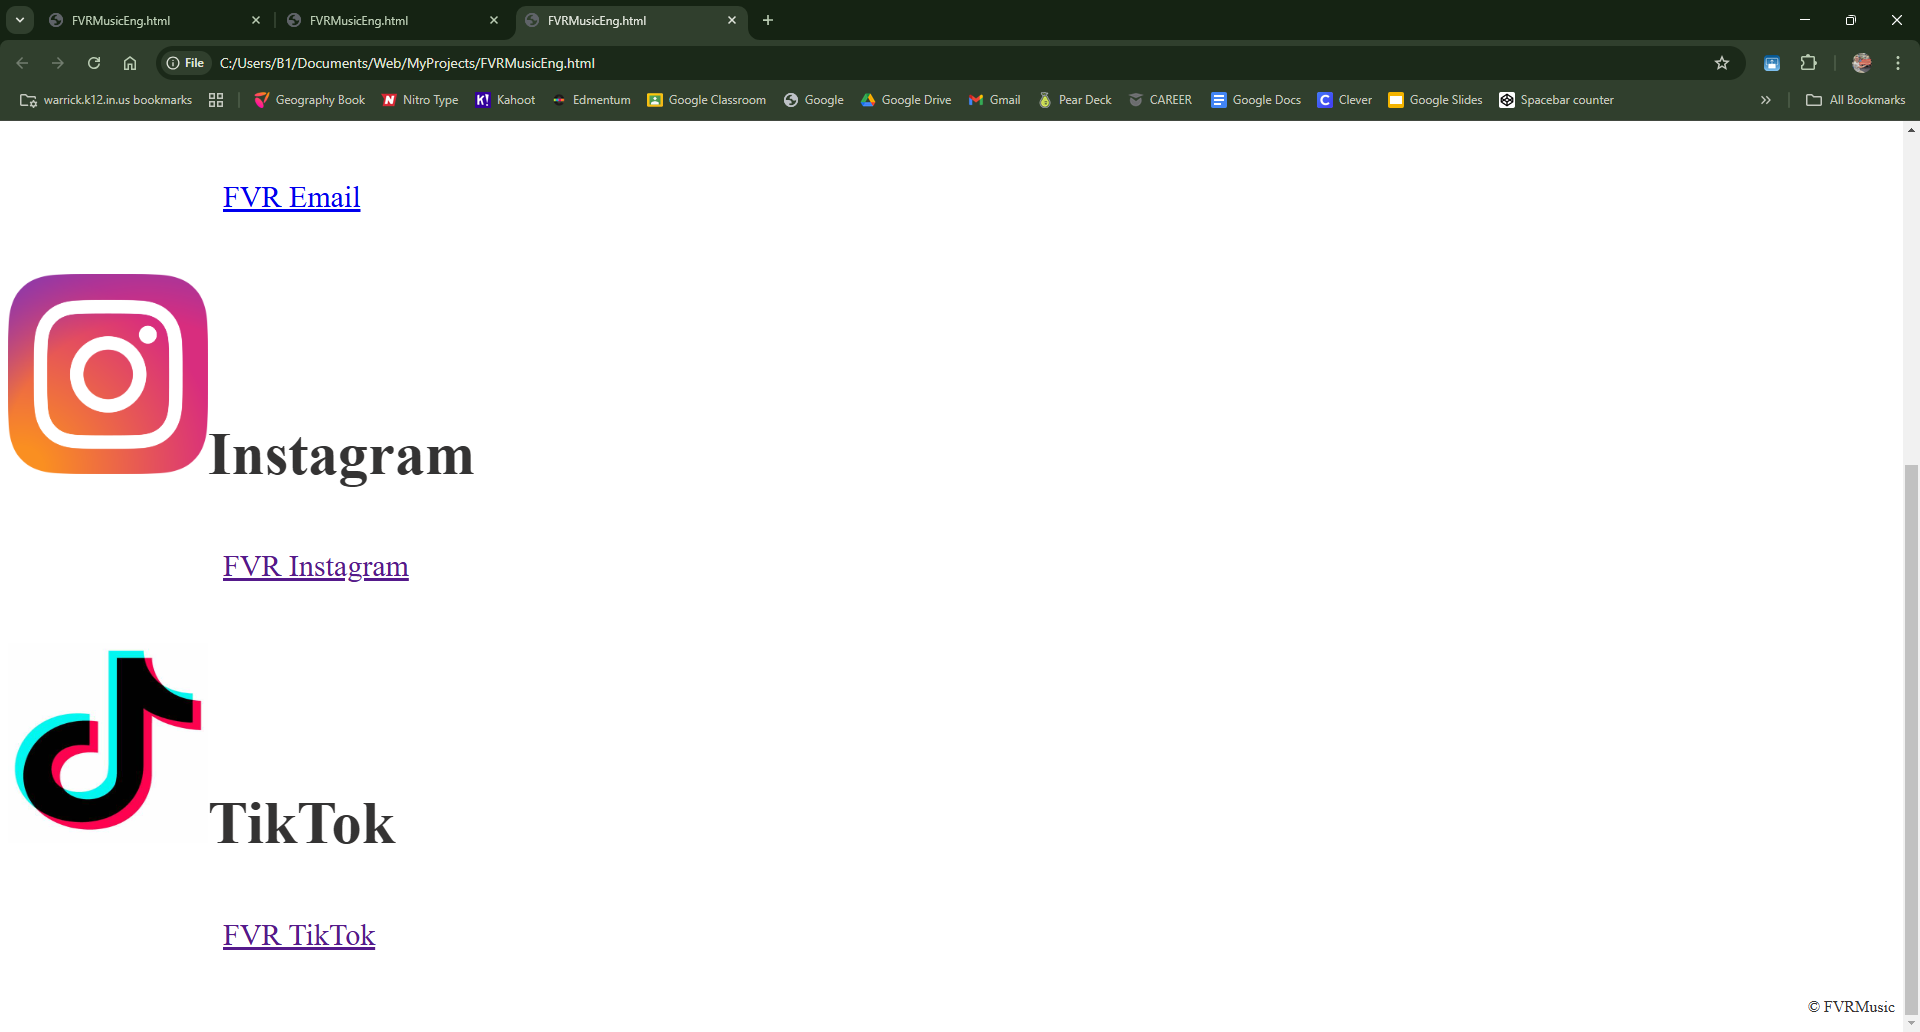 FVRMusicEng.html
FVRMusicEng.html
FVRMusicEng.html
File
C:/Users/B1/Documents/Web/MyProjects/FVRMusicEng.html
warrick.k12.in.us bookmarks
Geography Book
Nitro Type
K!
Kahoot
Edmentum
Google Classroom
Google
Google Drive
Gmail
Pear Deck
CAREER
Google Docs
C
Clever
Google Slides
Spacebar counter
All Bookmarks
FVR Email
Instagram
FVR Instagram
TikTok
FVR TikTok
© FVRMusic